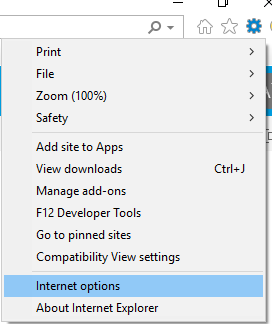 Print
File
Zoom (100%)
Safety
Add site to Apps
View downloads Ctrl+J
Manage add-ons
F12 Developer Tools
Go to pinned sites
Compatibility View settings
Internet options
About Internet Explorer